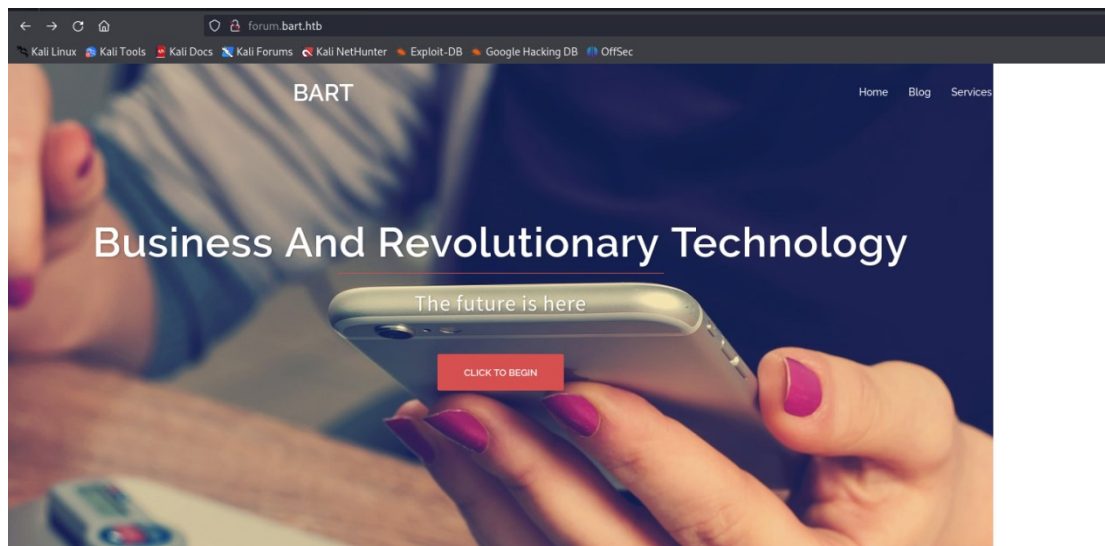 forum.bart.htb
Kali Linux Kali Tools Kali Docs Kali Forums Kali NetHunter Exploit-DB Google Hacking DB OffSec
BART Home Blog Services
Business And Revolutionary Technology
The future is here
CLICK TO BEGIN